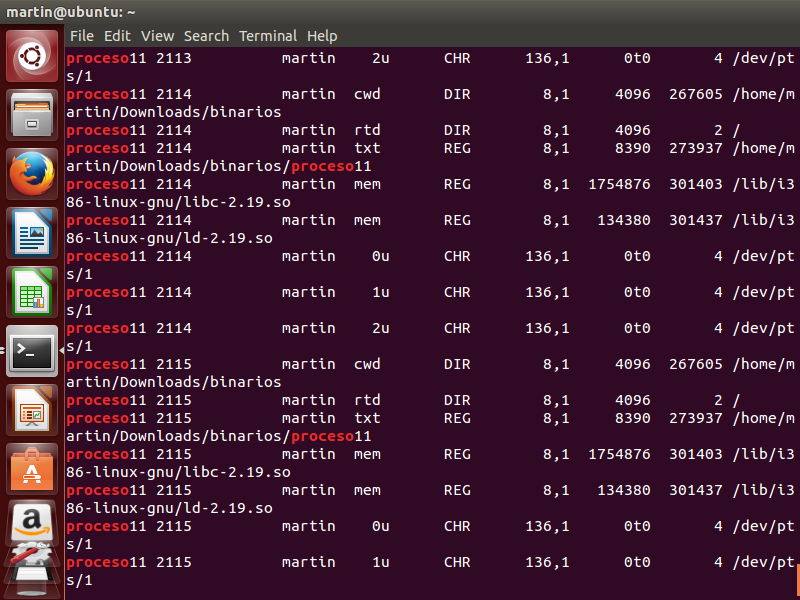 martin@ubuntu: ~
File Edit View Search Terminal Help
proceso11 2113 martin 2u CHR 136,1 0t0 4 /dev/pt
s/1
proceso11 2114 martin cwd DIR 8,1 4096 267605 /home/m
artin/Downloads/binarios
proceso11 2114 martin rtd DIR 8,1 4096 2 /
proceso11 2114 martin txt REG 8,1 8390 273937 /home/m
artin/Downloads/binarios/proceso11
proceso11 2114 martin mem REG 8,1 1754876 301403 /lib/i3
86-linux-gnu/libc-2.19.so
proceso11 2114 martin mem REG 8,1 134380 301437 /lib/i3
86-linux-gnu/ld-2.19.so
proceso11 2114 martin 0u CHR 136,1 0t0 4 /dev/pt
s/1
proceso11 2114 martin 1u CHR 136,1 0t0 4 /dev/pt
s/1
proceso11 2114 martin 2u CHR 136,1 0t0 4 /dev/pt
s/1
proceso11 2115 martin cwd DIR 8,1 4096 267605 /home/m
artin/Downloads/binarios
proceso11 2115 martin rtd DIR 8,1 4096 2 /
proceso11 2115 martin txt REG 8,1 8390 273937 /home/m
artin/Downloads/binarios/proceso11
proceso11 2115 martin mem REG 8,1 1754876 301403 /lib/i3
86-linux-gnu/libc-2.19.so
proceso11 2115 martin mem REG 8,1 134380 301437 /lib/i3
86-linux-gnu/ld-2.19.so
proceso11 2115 martin 0u CHR 136,1 0t0 4 /dev/pt
s/1
proceso11 2115 martin 1u CHR 136,1 0t0 4 /dev/pt
s/1